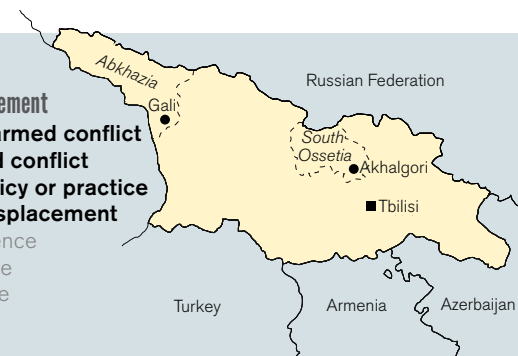 ement
armed conflict
d conflict
icy or practice
splacement
ence
e
e
Abkhazia
Gali
Russian Federation
South
Ossetia
Akhalgori
Tbilisi
Turkey
Armenia
Azerbaijan